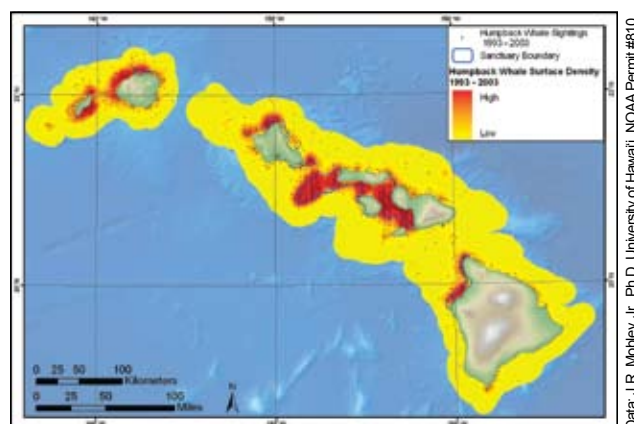 Humpback Whale Sightings
1993 - 2003
Sanctuary Boundary
Humpback Whale Surface Density
1993 - 2003
High
Low
0 25 50 100
Kilometers
0 25 50 100
Miles
N
Data: J.R. Mobley, Jr., Ph.D., University of Hawai'i, NOAA Permit #810